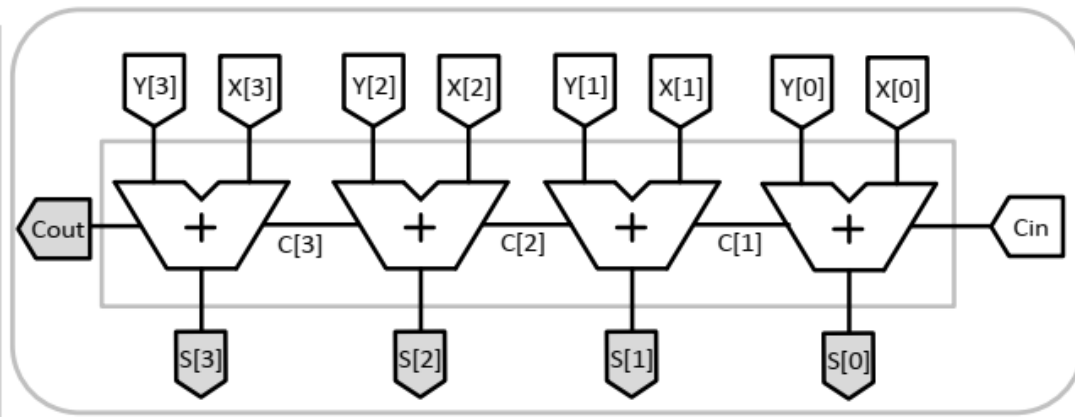 Y[3] X[3] Y[2] X[2] Y[1] X[1] Y[0] X[0]
Cout C[3] C[2] C[1] Cin
+ + + +
S[3] S[2] S[1] S[0]